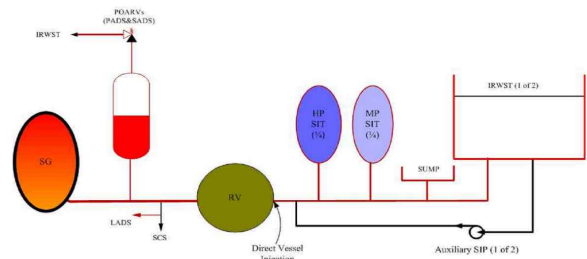 POARVs
(PADS&SADS)
IRWST
IRWST (1 of 2)
HP
SIT
(¼)
MP
SIT
(¼)
SG
SUMP
RV
LADS
SCS
Direct Vessel
Injection
Auxiliary SIP (1 of 2)